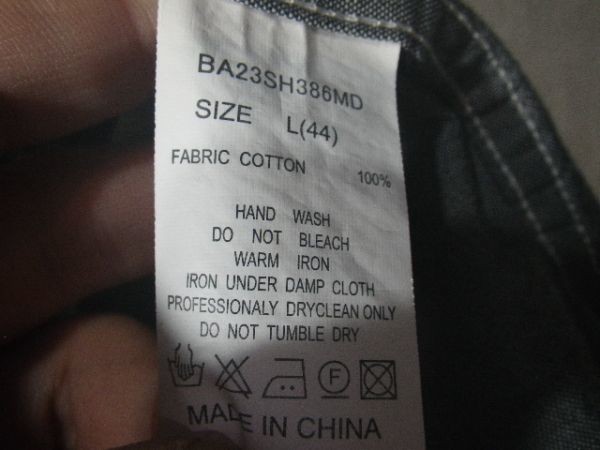 BA23SH386MD
SIZE L(44)
FABRIC COTTON 100%
HAND WASH
DO NOT BLEACH
WARM IRON
IRON UNDER DAMP CLOTH
PROFESSIONALY DRYCLEAN ONLY
DO NOT TUMBLE DRY
F
MADE IN CHINA